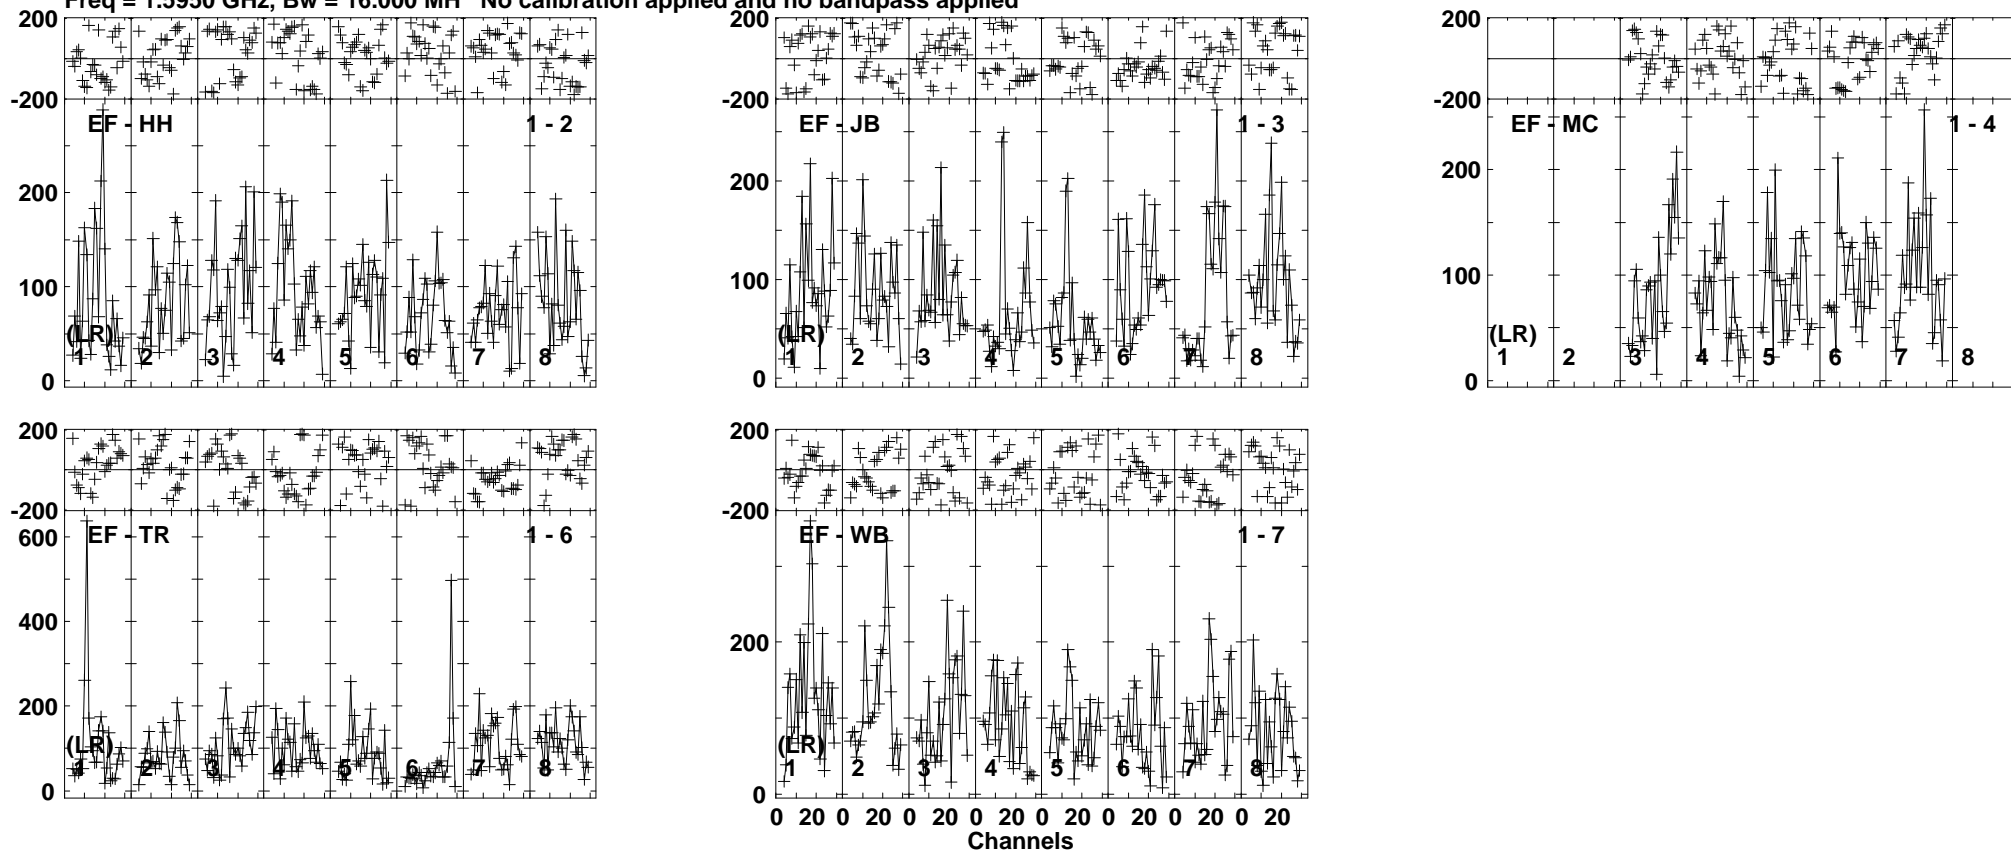 Freq = 1.5950 GHz, Bw = 16.000 MH No calibration applied and no bandpass applied
200
-200
EF - HH
1 - 2
200
100
0
(LR)
1 2 3 4 5 6 7 8
200
-200
EF - JB
1 - 3
200
100
0
(LR)
1 2 3 4 5 6 7 8
200
-200
EF - MC
1 - 4
200
100
0
(LR)
1 2 3 4 5 6 7 8
200
-200
EF - TR
1 - 6
600
400
200
0
(LR)
1 2 3 4 5 6 7 8
200
-200
EF - WB
1 - 7
200
0
(LR)
1 2 3 4 5 6 7 8
0 20 0 20 0 20 0 20 0 20 0 20 0 20 0 20
Channels